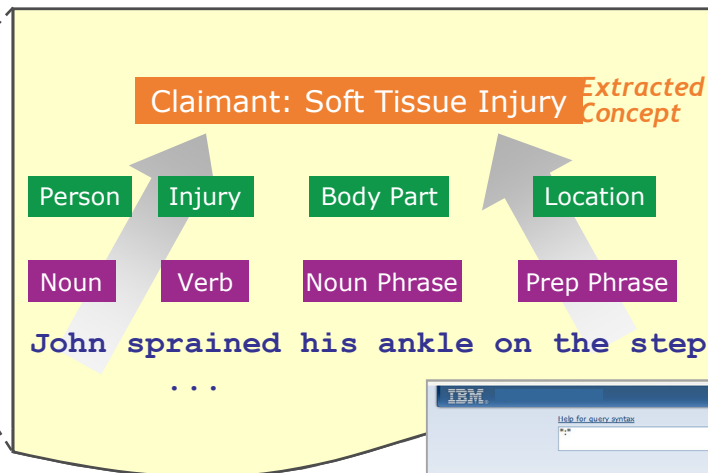 Claimant: Soft Tissue Injury
Extracted
Concept
Person Injury Body Part Location
Noun Verb Noun Phrase Prep Phrase
John sprained his ankle on the step
...
IBM.
Help for query syntax
*:*